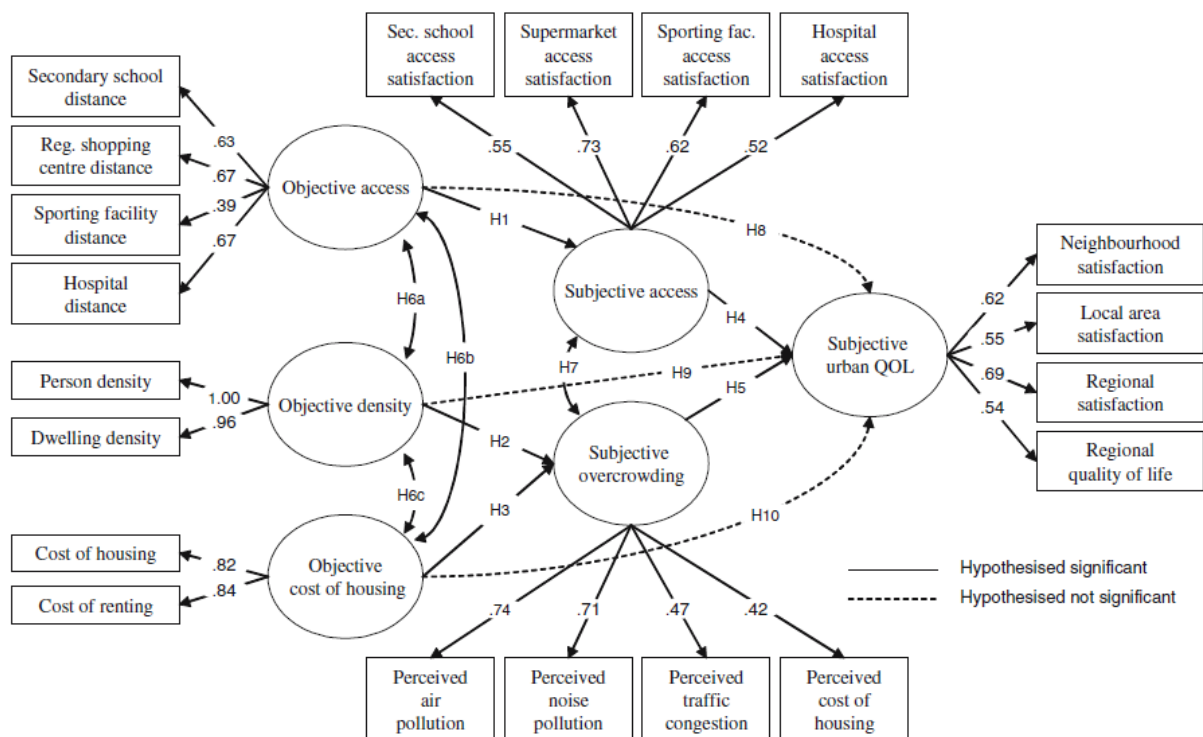 Sec. school
access
satisfaction
Supermarket
access
satisfaction
Sporting fac.
access
satisfaction
Hospital
access
satisfaction
Secondary school
distance
Reg. shopping
centre distance
Sporting facility
distance
Hospital
distance
.63
.67
.39
.67
Objective access
.55
.73
.62
.52
H1
H8
Subjective access
H6a
H6b
H4
H7
Neighbourhood
satisfaction
Local area
satisfaction
Regional
satisfaction
Regional
quality of life
.62
.55
.69
.54
Subjective
urban QOL
Person density
Dwelling density
1.00
.96
Objective density
H9
H5
H2
Subjective
overcrowding
H6c
H3
H10
Cost of housing
Cost of renting
.82
.84
Objective
cost of housing
.74
.71
.47
.42
Hypothesised significant
Hypothesised not significant
Perceived
air
pollution
Perceived
noise
pollution
Perceived
traffic
congestion
Perceived
cost of
housing